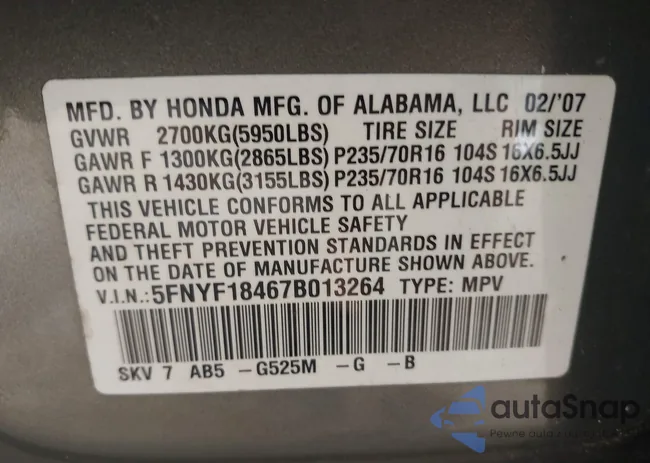 MFD. BY HONDA MFG. OF ALABAMA, LLC 02/'07
GVWR 2700KG(5950LBS) TIRE SIZE RIM SIZE
GAWR F 1300KG(2865LBS) P235/70R16 104S 16X6.5JJ
GAWR R 1430KG(3155LBS) P235/70R16 104S 16X6.5JJ
THIS VEHICLE CONFORMS TO ALL APPLICABLE
FEDERAL MOTOR VEHICLE SAFETY
AND THEFT PREVENTION STANDARDS IN EFFECT
ON THE DATE OF MANUFACTURE SHOWN ABOVE.
V.I.N.:5FNYF18467B013264 TYPE: MPV
SKV 7 AB5 -G525M -G -B
autaSnap
Pewne auto